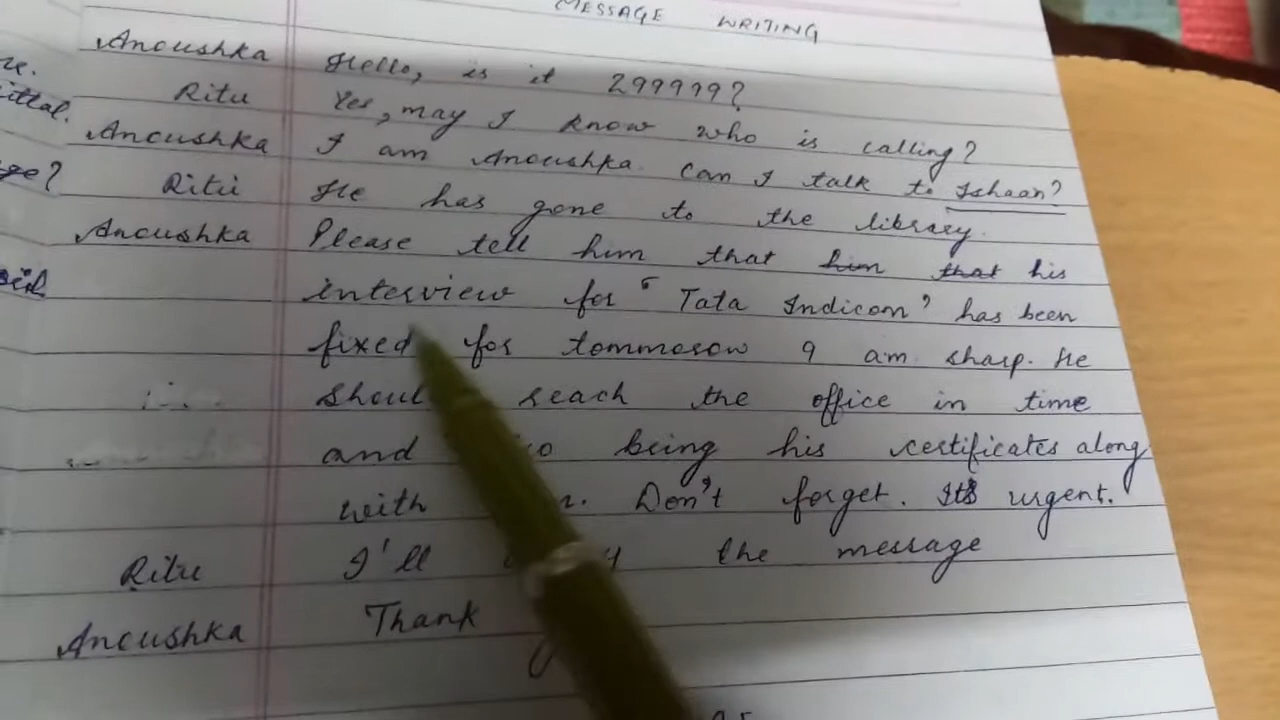 MESSAGE WRITING
Anoushka Hello, is it 299999?
Ritu Yes, may I know who is calling?
Anoushka I am Anoushka. Can I talk to Ishaan?
Ritu He has gone to the library.
Anoushka Please tell him that him that his
interview for 'Tata Indicom' has been
fixed for tommorow 9 am sharp. He
reach the office in time
and bring his certificates along
with Don't forget. Its urgent.
Ritu I'll the message
Anoushka Thank